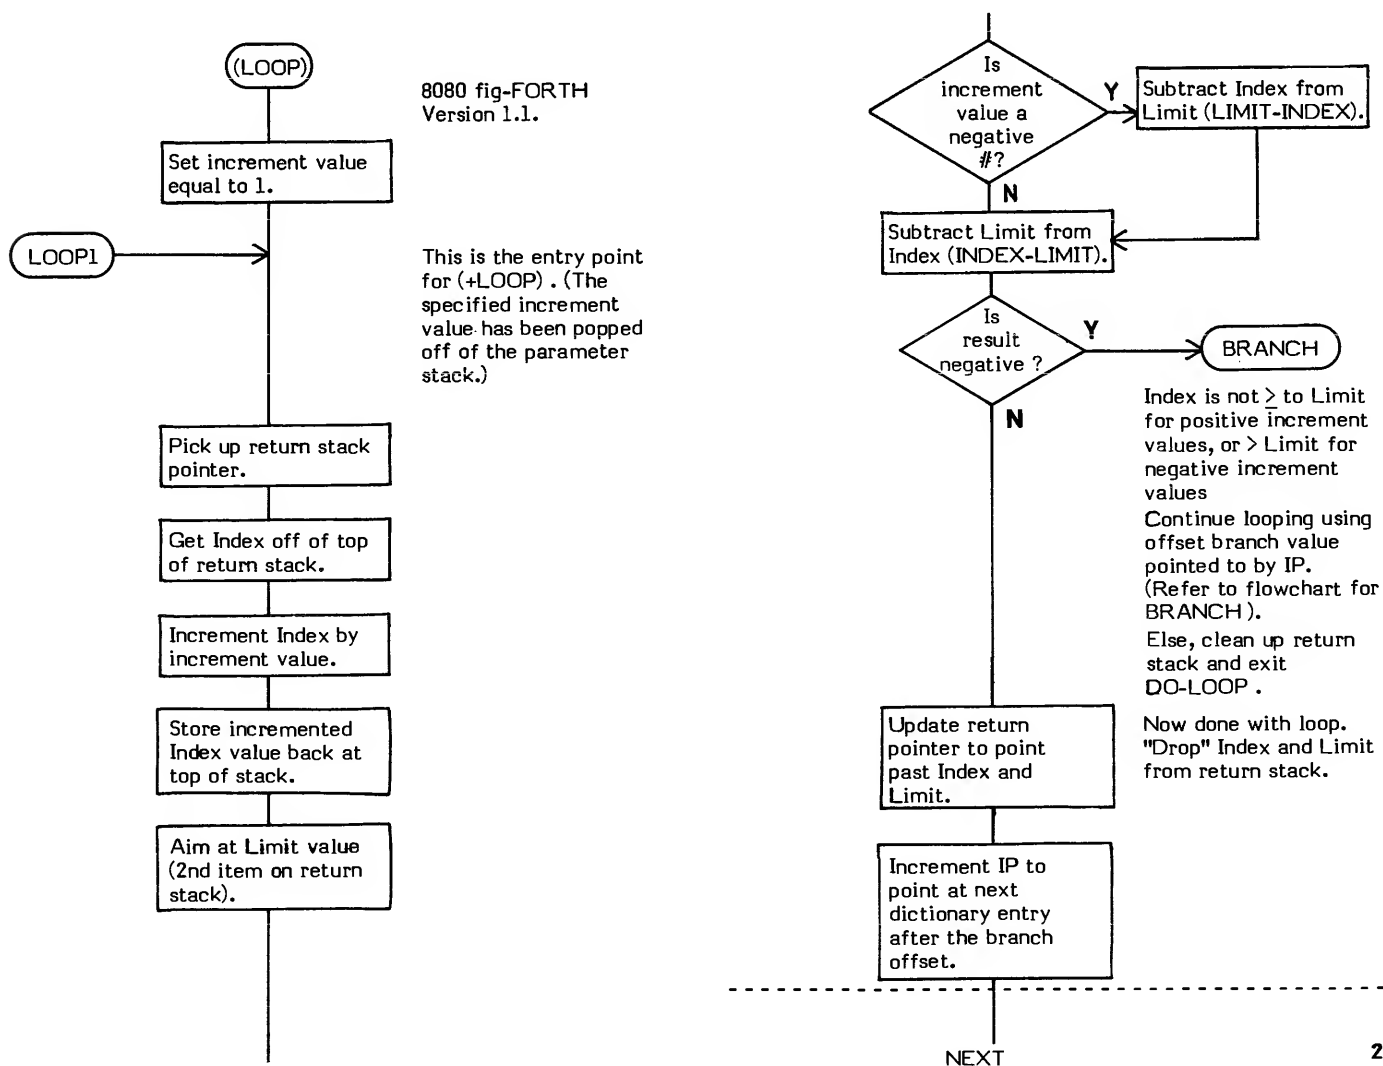 (LOOP)
8080 fig-FORTH
Version 1.1.
Set increment value
equal to 1.
LOOP1
This is the entry point
for (+LOOP) . (The
specified increment
value has been popped
off of the parameter
stack.)
Pick up return stack
pointer.
Get Index off of top
of return stack.
Increment Index by
increment value.
Store incremented
Index value back at
top of stack.
Aim at Limit value
(2nd item on return
stack).
Is
increment
value a
negative
#?
Y
Subtract Index from
Limit (LIMIT-INDEX).
N
Subtract Limit from
Index (INDEX-LIMIT).
Is
result
negative ?
Y
BRANCH
N
Index is not ≥ to Limit
for positive increment
values, or > Limit for
negative increment
values
Continue looping using
offset branch value
pointed to by IP.
(Refer to flowchart for
BRANCH ).
Else, clean up return
stack and exit
DO-LOOP .
Update return
pointer to point
past Index and
Limit.
Now done with loop.
"Drop" Index and Limit
from return stack.
Increment IP to
point at next
dictionary entry
after the branch
offset.
NEXT
2